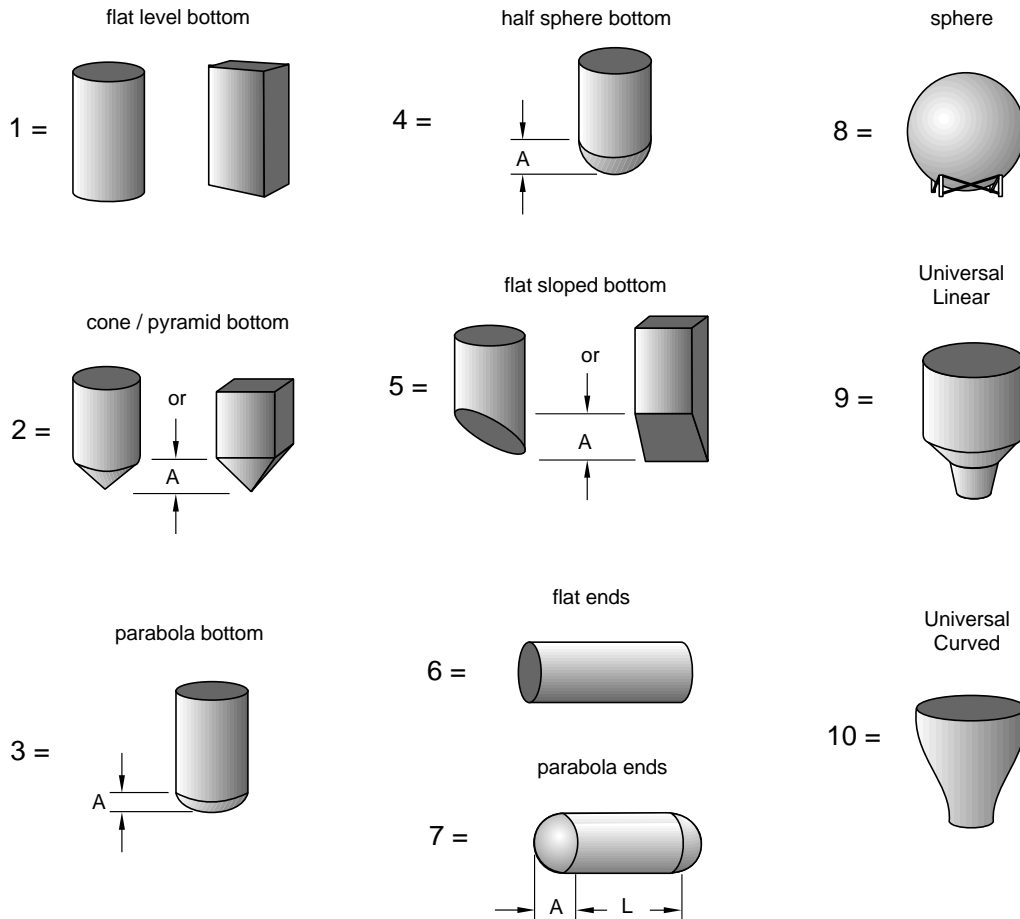 flat level bottom
1 =
cone / pyramid bottom
or
2 =
A
parabola bottom
3 =
A
half sphere bottom
4 =
A
flat sloped bottom
or
5 =
A
flat ends
6 =
parabola ends
7 =
A L
sphere
8 =
Universal
Linear
9 =
Universal
Curved
10 =